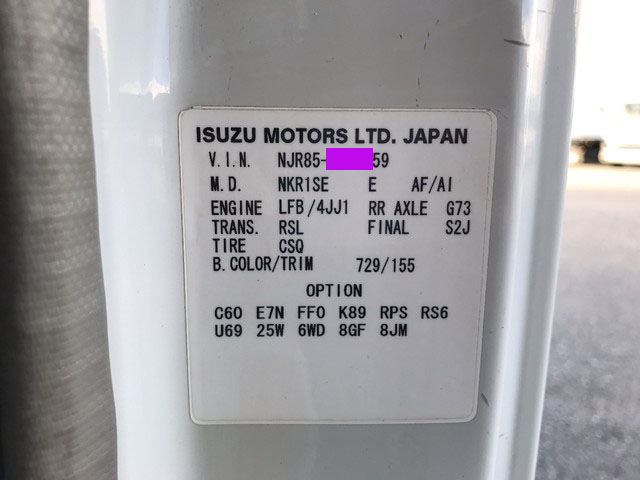 ISUZU MOTORS LTD. JAPAN
V.I.N. NJR85- 59
M.D. NKR1SE E AF/AI
ENGINE LFB/4JJ1 RR AXLE G73
TRANS. RSL FINAL S2J
TIRE CSQ
B.COLOR/TRIM 729/155
OPTION
C60 E7N FF0 K89 RPS RS6
U69 25W 6WD 8GF 8JM